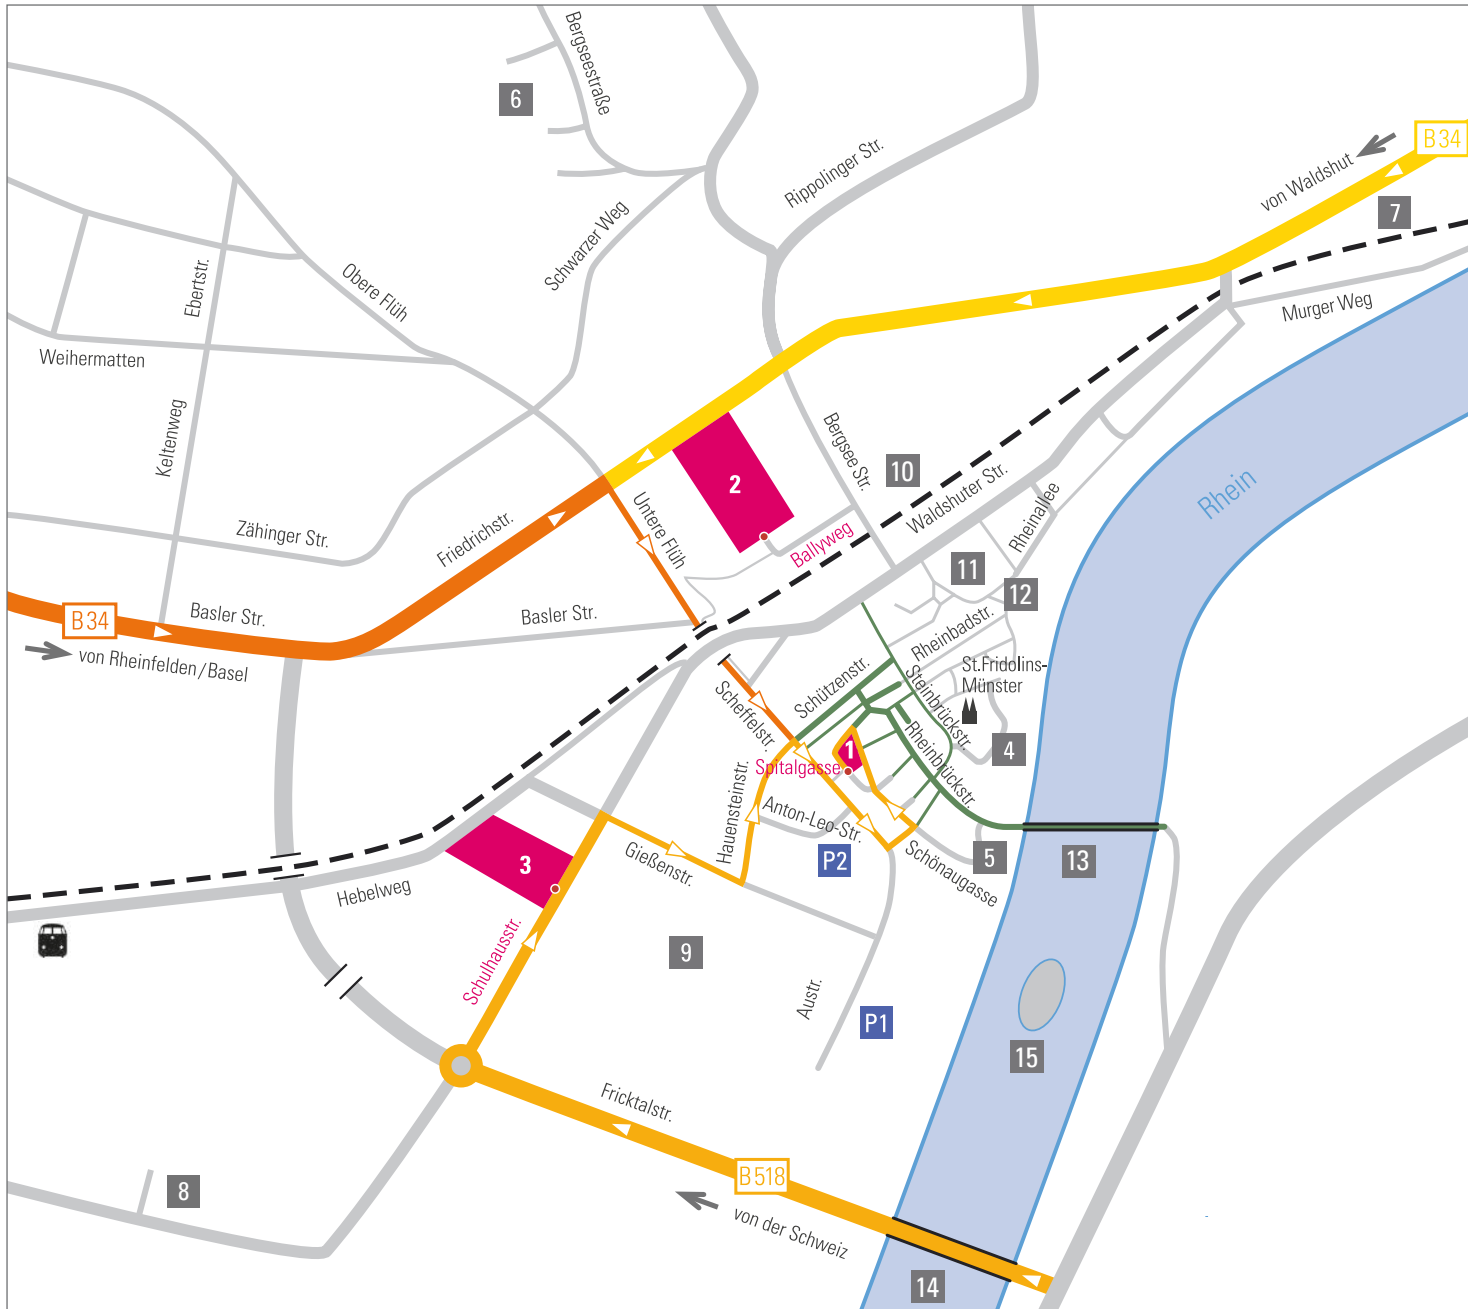 Bergseestraße
6
Rippolinger Str.
B 34
von Waldshut
7
Schwarzer Weg
Obere Flüh
Ebertstr.
Murger Weg
Weihermatten
Keltenweg
Bergsee Str.
10
2
Rhein
Waldshuter Str.
Rheinallee
Untere Flüh
Ballyweg
Zähinger Str.
Friedrichstr.
11
12
B 34
Basler Str.
Basler Str.
von Rheinfelden/Basel
Rheinbadstr.
St.Fridolins-
Münster
Schützenstr.
Steinbrückstr.
Scheffelstr.
4
1
Spitalgasse
Rheinbrückstr.
Hauensteinstr.
Anton-Leo-Str.
P2
Schönaugasse
5
13
3
Gießenstr.
Hebelweg
Schulhausstr.
9
Austr.
P1
15
Fricktalstr.
B 518
8
von der Schweiz
14